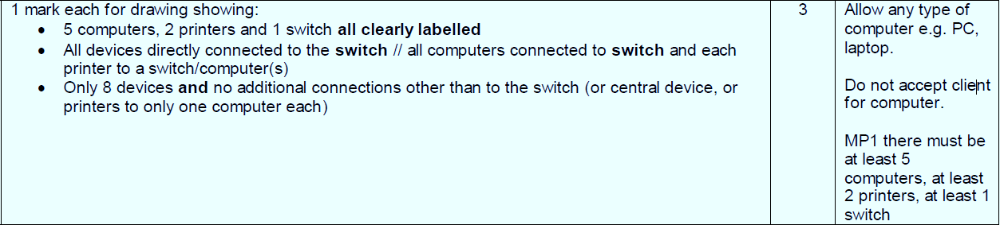 1 mark each for drawing showing:
• 5 computers, 2 printers and 1 switch all clearly labelled
• All devices directly connected to the switch // all computers connected to switch and each
printer to a switch/computer(s)
• Only 8 devices and no additional connections other than to the switch (or central device, or
printers to only one computer each)
3
Allow any type of
computer e.g. PC,
laptop.
Do not accept client
for computer.
MP1 there must be
at least 5
computers, at least
2 printers, at least 1
switch